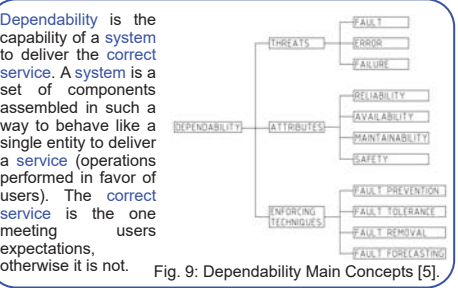 Dependability is the
capability of a system
to deliver the correct
service. A system is a
set of components
assembled in such a
way to behave like a
single entity to deliver
a service (operations
performed in favor of
users). The correct
service is the one
meeting users
expectations,
otherwise it is not.
DEPENDABILITY
THREATS
FAULT
ERROR
FAILURE
ATTRIBUTES
RELIABILITY
AVAILABILITY
MAINTAINABILITY
SAFETY
ENFORCING
TECHNIQUES
FAULT PREVENTION
FAULT TOLERANCE
FAULT REMOVAL
FAULT FORECASTING
Fig. 9: Dependability Main Concepts [5].